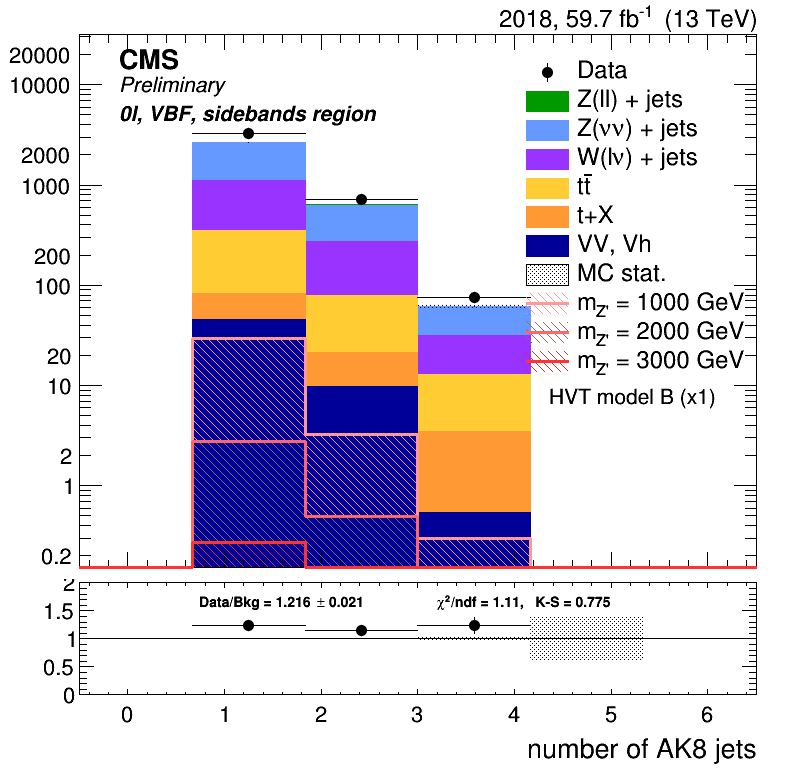 2018, 59.7 fb⁻¹ (13 TeV)
CMS
Preliminary
0l, VBF, sidebands region
Data
Z(ll) + jets
Z(νν) + jets
W(lν) + jets
tt̄
t+X
VV, Vh
MC stat.
m_Z' = 1000 GeV
m_Z' = 2000 GeV
m_Z' = 3000 GeV
HVT model B (x1)
20000
10000
2000
1000
200
100
20
10
2
1
0.2
Data/Bkg = 1.216 ± 0.021
χ²/ndf = 1.11, K-S = 0.775
2
1.5
1
0.5
0
0 1 2 3 4 5 6
number of AK8 jets